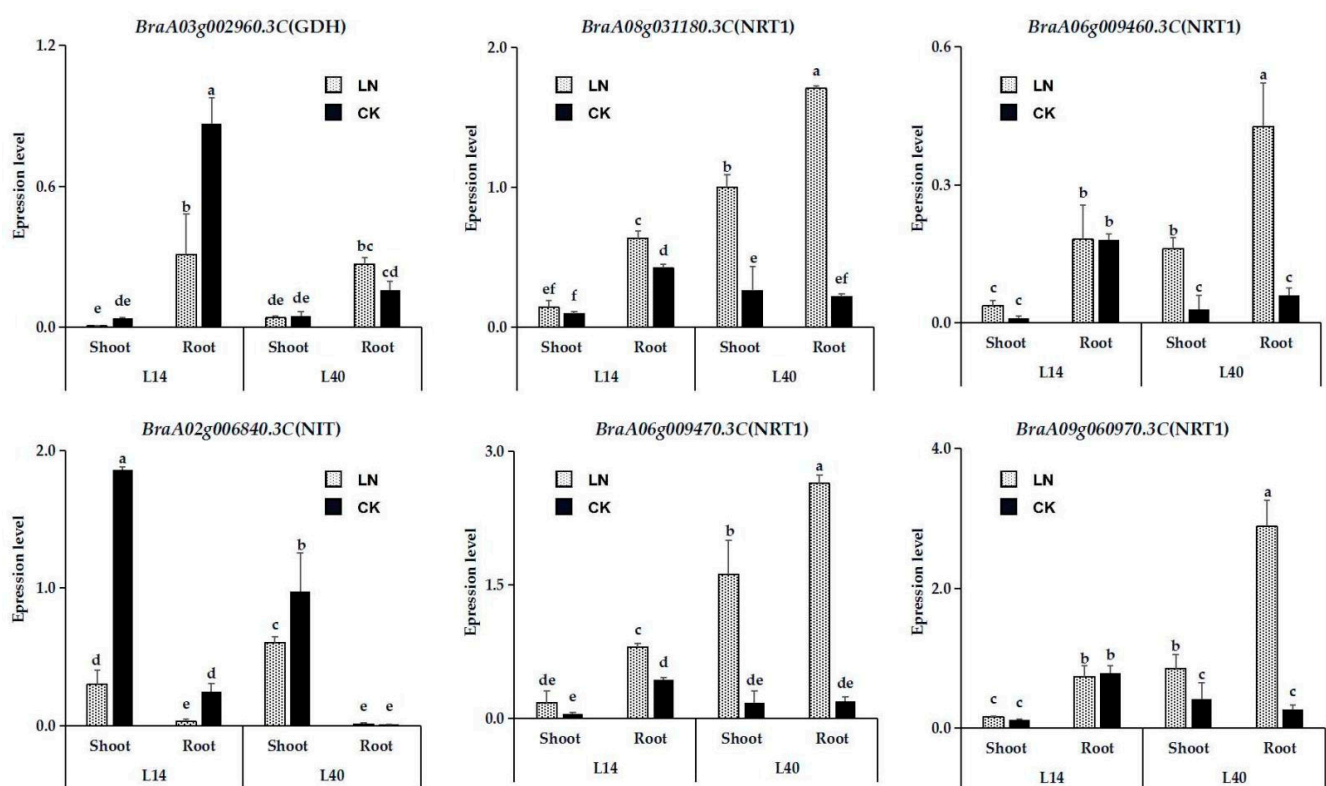 BraA03g002960.3C(GDH)
1.2
0.6
0.0
Epression level
LN
CK
e de b a de de bc cd
Shoot Root Shoot Root
L14 L40
BraA08g031180.3C(NRT1)
2.0
1.0
0.0
Eperssion level
LN
CK
ef f c d b e a ef
Shoot Root Shoot Root
L14 L40
BraA06g009460.3C(NRT1)
0.6
0.3
0.0
Epression level
LN
CK
c c b b b c a c
Shoot Root Shoot Root
L14 L40
BraA02g006840.3C(NIT)
2.0
1.0
0.0
Epression level
LN
CK
d a e d c b e e
Shoot Root Shoot Root
L14 L40
BraA06g009470.3C(NRT1)
3.0
1.5
0.0
Epression level
LN
CK
de e c d b de a de
Shoot Root Shoot Root
L14 L40
BraA09g060970.3C(NRT1)
4.0
2.0
0.0
Epression level
LN
CK
c c b b b c a c
Shoot Root Shoot Root
L14 L40